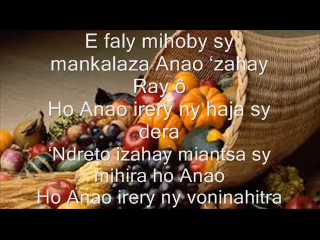 E faly mihoby sy
mankalaza Anao ‘zahay
Ray ô
Ho Anao irery ny haja sy
dera
‘Ndreto izahay miantsa sy
mihira ho Anao
Ho Anao irery ny voninahitra